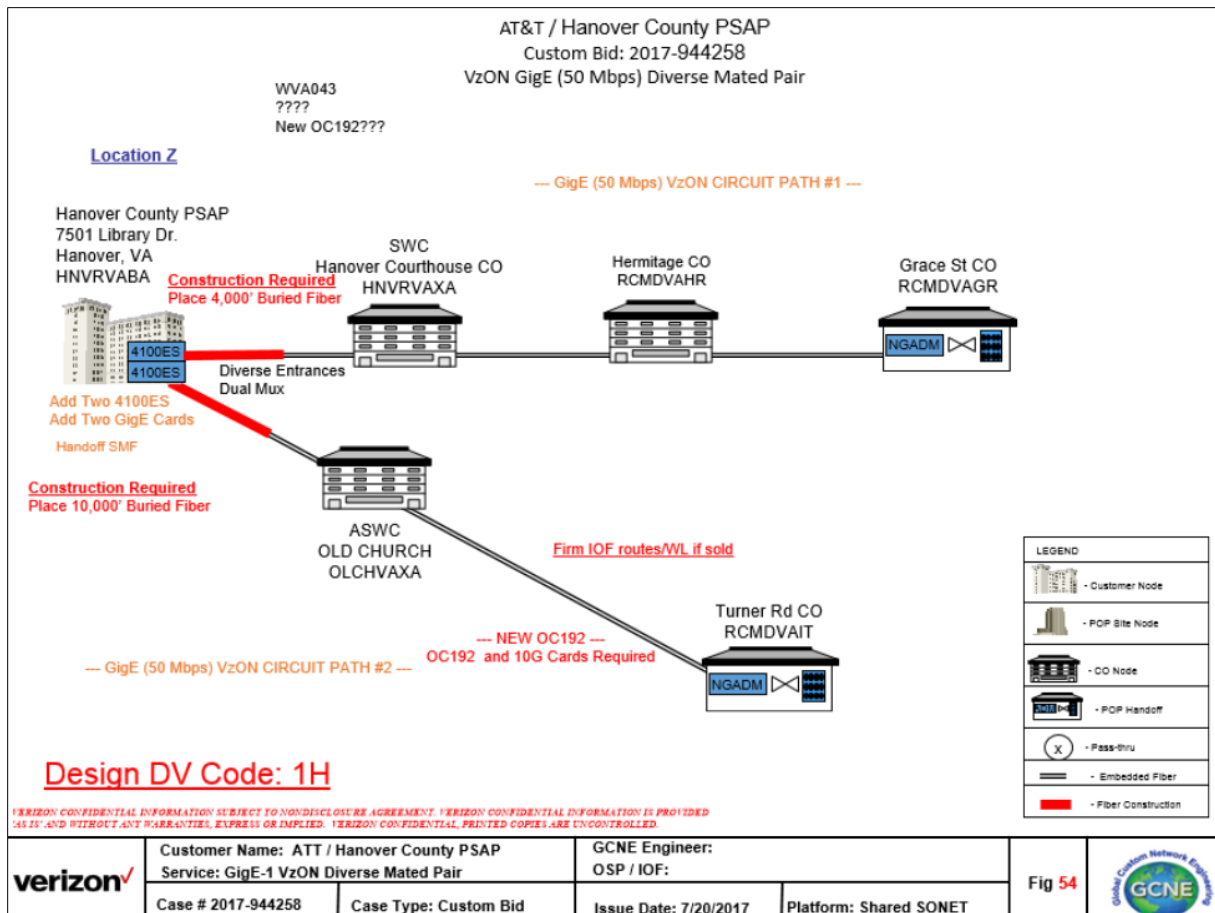 AT&T / Hanover County PSAP
Custom Bid: 2017-944258
VzON GigE (50 Mbps) Diverse Mated Pair
WVA043
????
New OC192???
Location Z
--- GigE (50 Mbps) VzON CIRCUIT PATH #1 ---
Hanover County PSAP
7501 Library Dr.
Hanover, VA
HNVRVABA
Construction Required
Place 4,000' Buried Fiber
SWC
Hanover Courthouse CO
HNVRVAXA
Hermitage CO
RCMDVAHR
Grace St CO
RCMDVAGR
NGADM
4100ES
4100ES
Diverse Entrances
Dual Mux
Add Two 4100ES
Add Two GigE Cards
Handoff SMF
Construction Required
Place 10,000' Buried Fiber
ASWC
OLD CHURCH
OLCHVAXA
Firm IOF routes/WL if sold
--- NEW OC192 ---
OC192 and 10G Cards Required
Turner Rd CO
RCMDVAIT
NGADM
--- GigE (50 Mbps) VzON CIRCUIT PATH #2 ---
LEGEND
- Customer Node
- POP Site Node
- CO Node
- POP Handoff
X
- Pass-thru
- Embedded Fiber
- Fiber Construction
Design DV Code: 1H
VERIZON CONFIDENTIAL INFORMATION SUBJECT TO NONDISCLOSURE AGREEMENT. VERIZON CONFIDENTIAL INFORMATION IS PROVIDED
'AS IS' AND WITHOUT ANY WARRANTIES, EXPRESS OR IMPLIED. VERIZON CONFIDENTIAL, PRINTED COPIES ARE UNCONTROLLED.
verizon
Customer Name: ATT / Hanover County PSAP
Service: GigE-1 VzON Diverse Mated Pair
GCNE Engineer:
OSP / IOF:
Fig 54
Case # 2017-944258
Case Type: Custom Bid
Issue Date: 7/20/2017
Platform: Shared SONET
Global Custom Network Engineering
GCNE